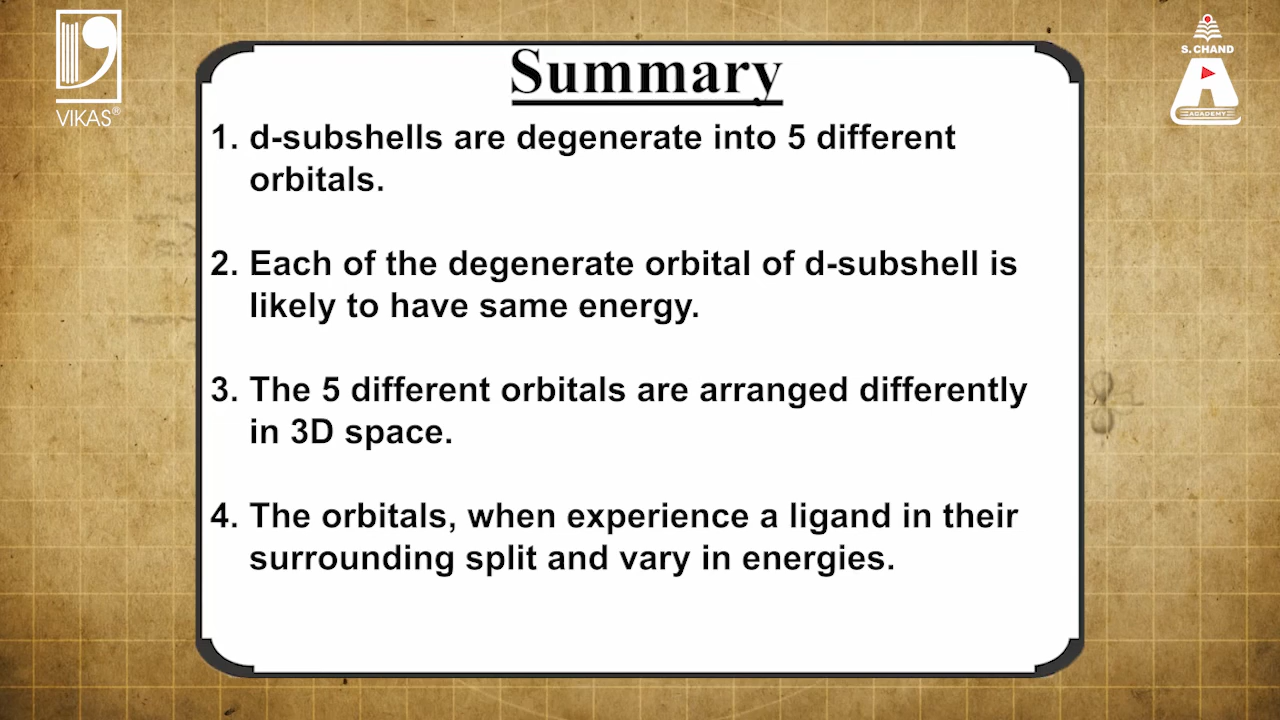 VIKAS®
S. CHAND
ACADEMY
Summary
1. d-subshells are degenerate into 5 different
orbitals.
2. Each of the degenerate orbital of d-subshell is
likely to have same energy.
3. The 5 different orbitals are arranged differently
in 3D space.
4. The orbitals, when experience a ligand in their
surrounding split and vary in energies.